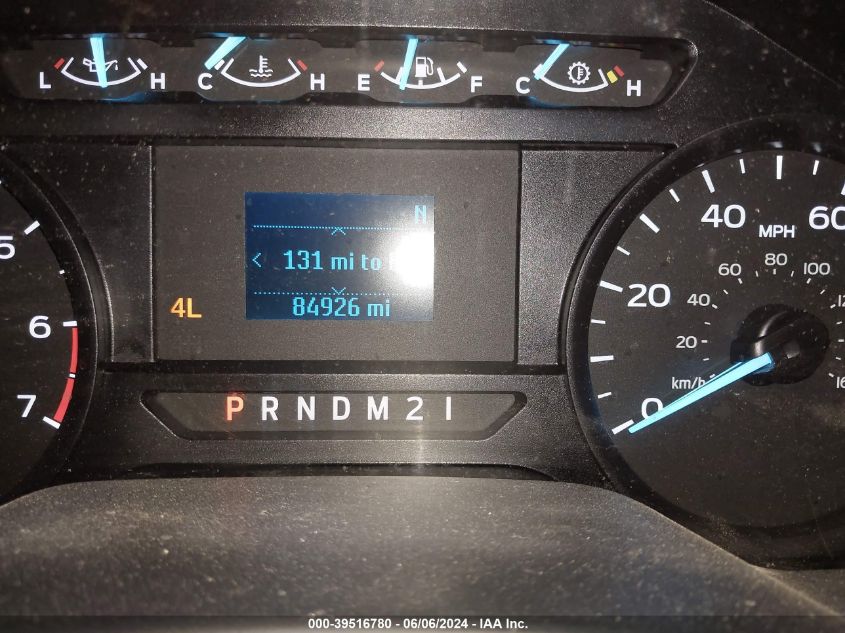 L H C H E F C H
N
< 131 mi to
84926 mi
4L
P R N D M 2 1
5
6
7
0
20
40
60
MPH
km/h
20
40
60
80
100
000-39516780 - 06/06/2024 - IAA Inc.